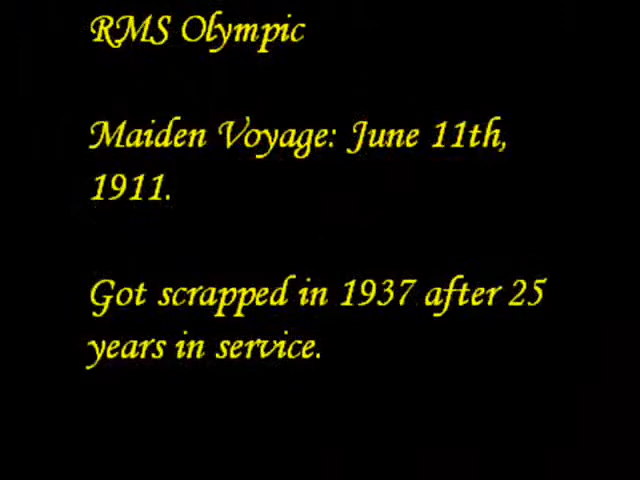 RMS Olympic
Maiden Voyage: June 11th,
1911.
Got scrapped in 1937 after 25
years in service.